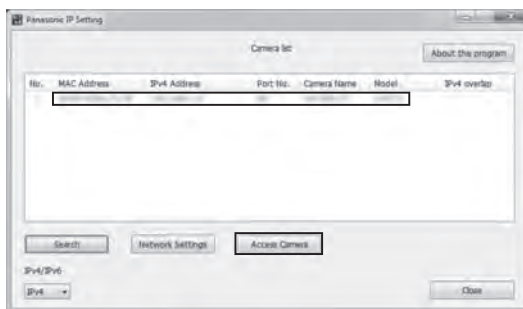 Panasonic IP Setting
Camera list
About the program
No. MAC Address IPv4 Address Port No. Camera Name Model IPv4 overlap
Search Network Settings Access Camera
IPv4/IPv6
IPv4
Close